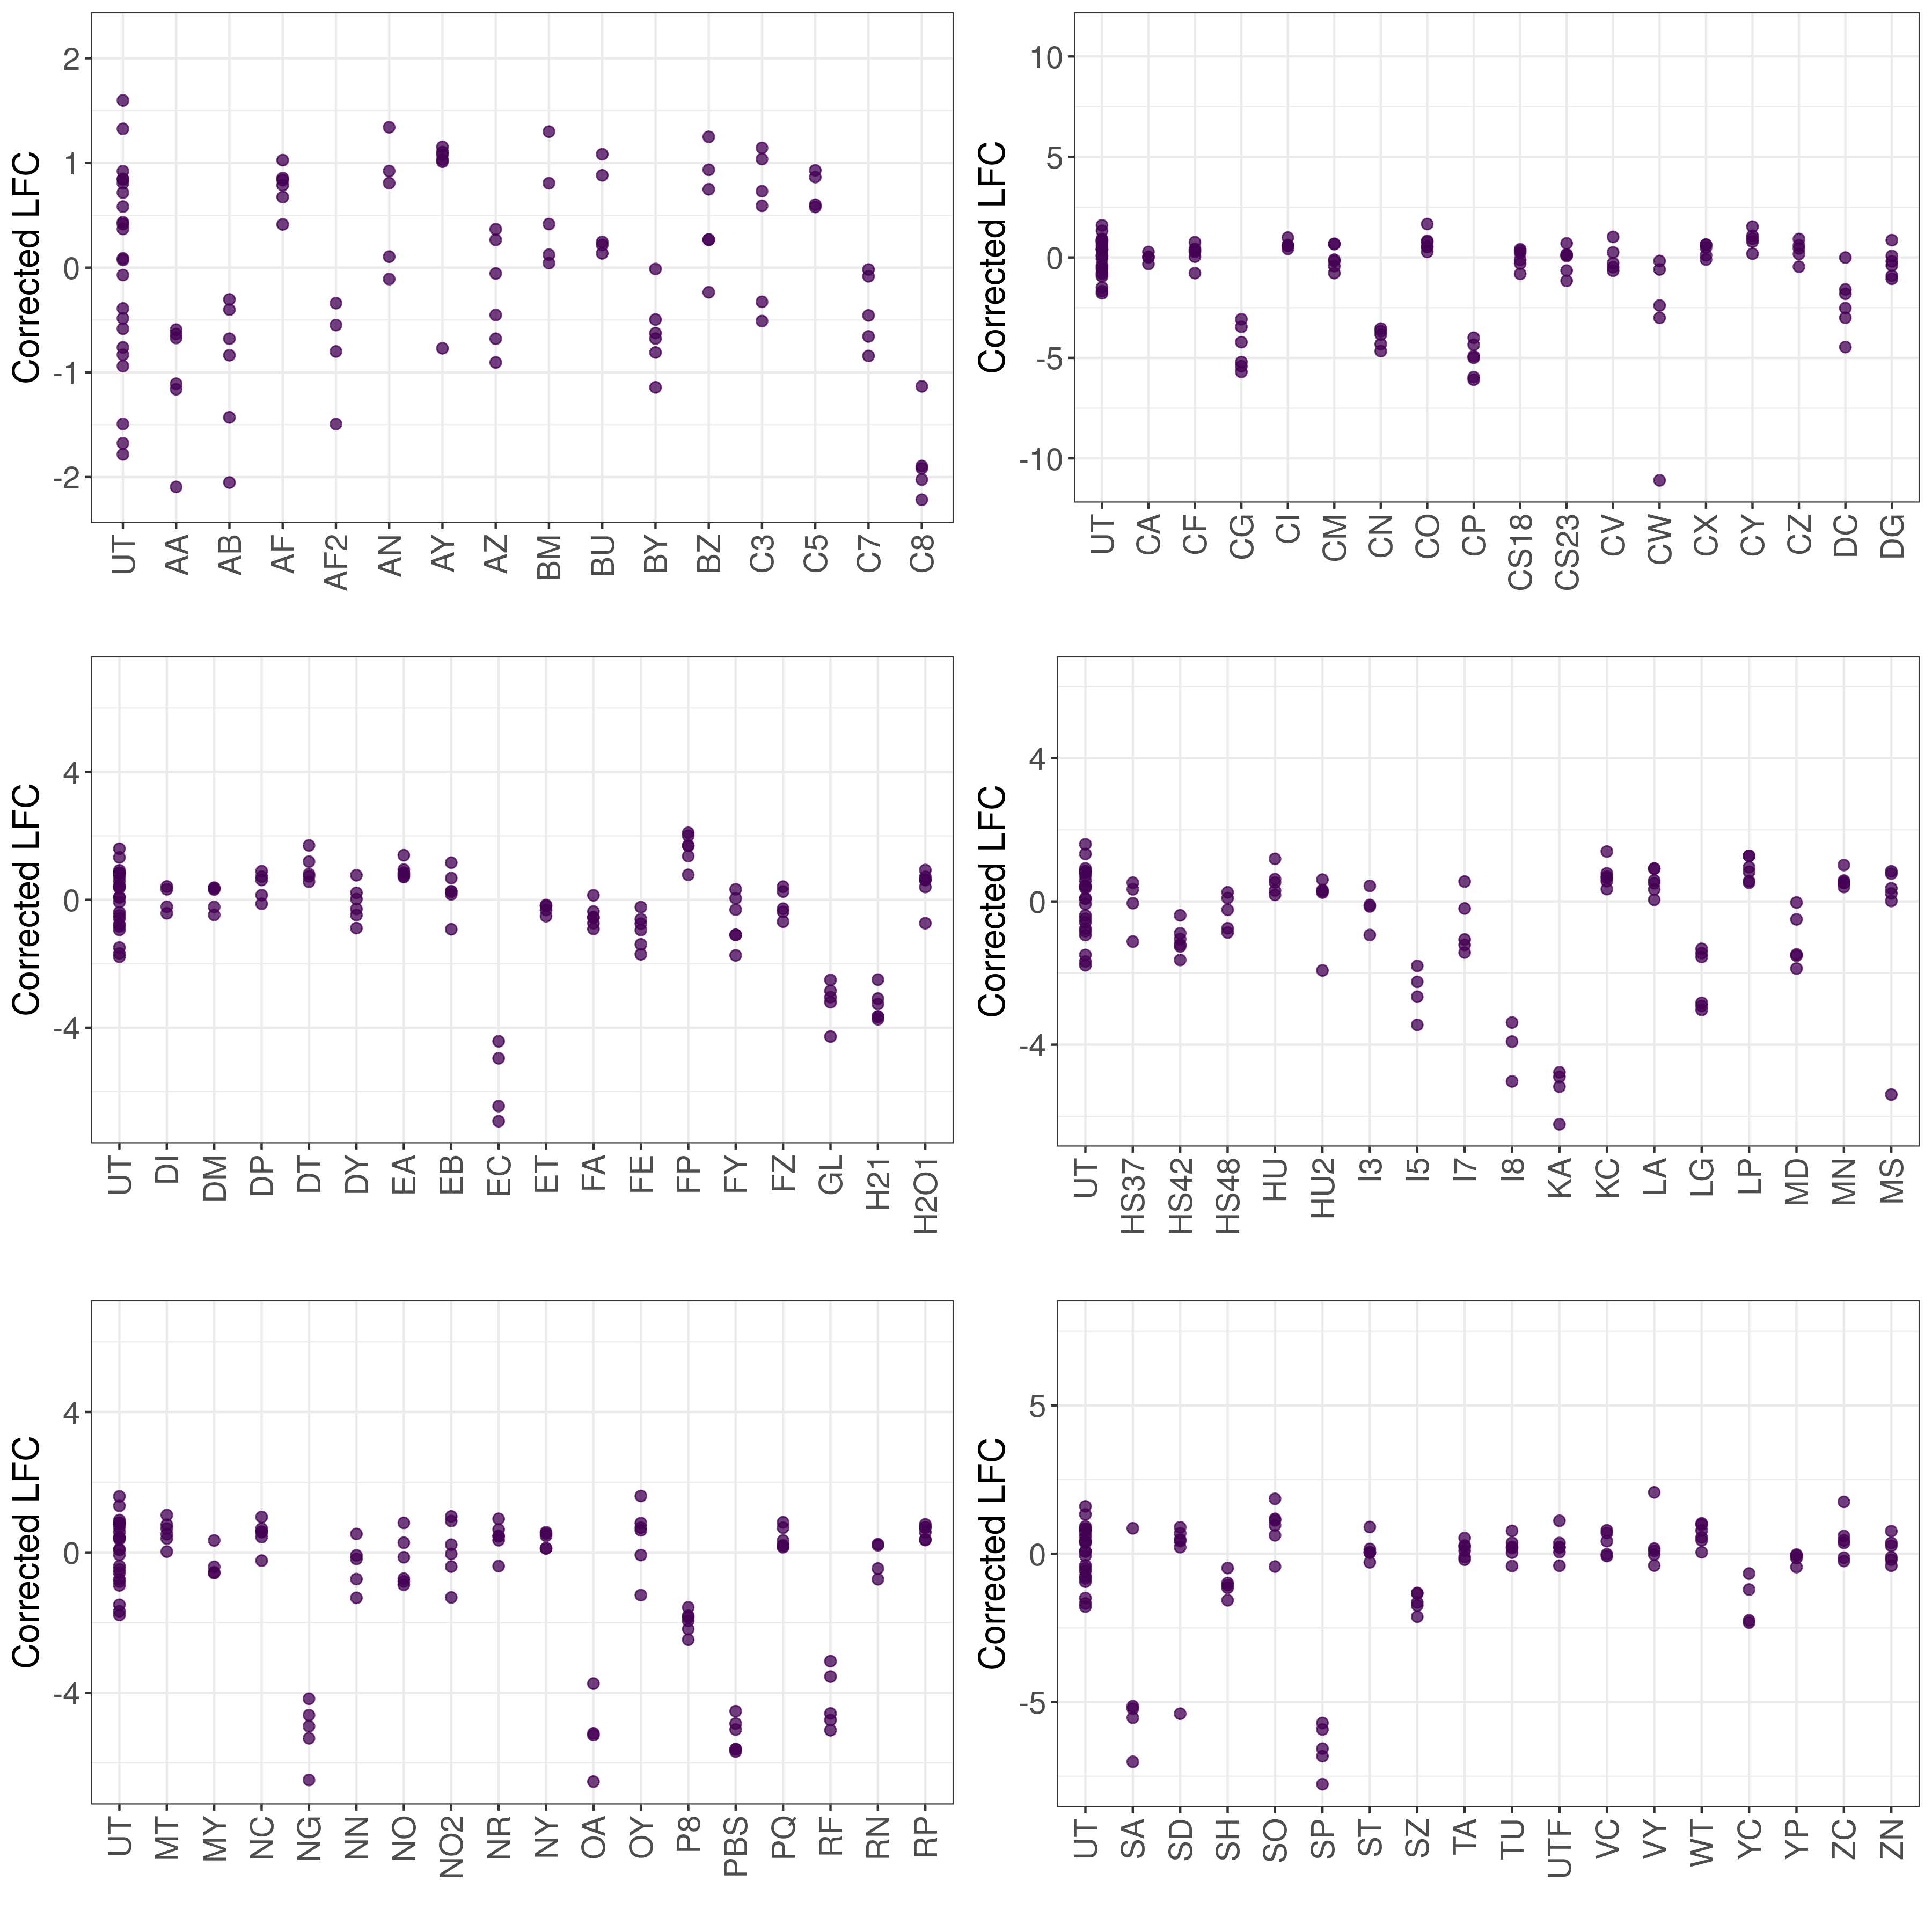 Corrected LFC
2
1
0
-1
-2
UT AA AB AF AF2 AN AY AZ BM BU BY BZ C3 C5 C7 C8
Corrected LFC
10
5
0
-5
-10
UT CA CF CG CI CM CN CO CP CS18 CS23 CV CW CX CY CZ DC DG
Corrected LFC
4
0
-4
UT DI DM DP DT DY EA EB EC ET FA FE FP FY FZ GL H21 H2O1
Corrected LFC
4
0
-4
UT HS37 HS42 HS48 HU HU2 I3 I5 I7 I8 KA KC LA LG LP MD MN MS
Corrected LFC
4
0
-4
UT MT MY NC NG NN NO NO2 NR NY OA OY P8 PBS PQ RF RN RP
Corrected LFC
5
0
-5
UT SA SD SH SO SP ST SZ TA TU UTF VC VY WT YC YP ZC ZN